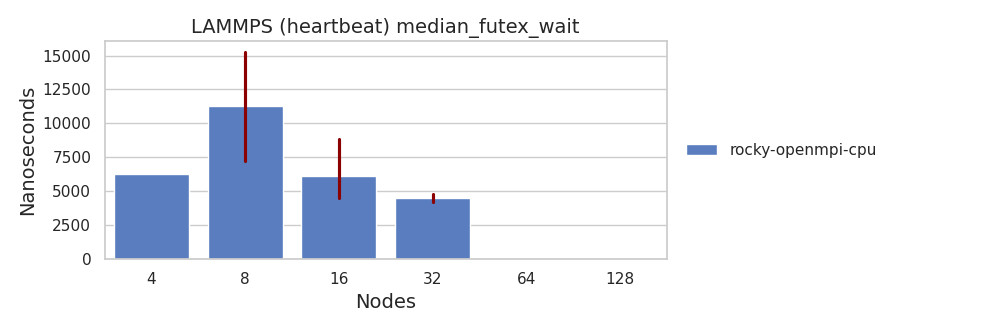 LAMMPS (heartbeat) median_futex_wait
Nanoseconds
15000
12500
10000
7500
5000
2500
0
4 8 16 32 64 128
Nodes
rocky-openmpi-cpu